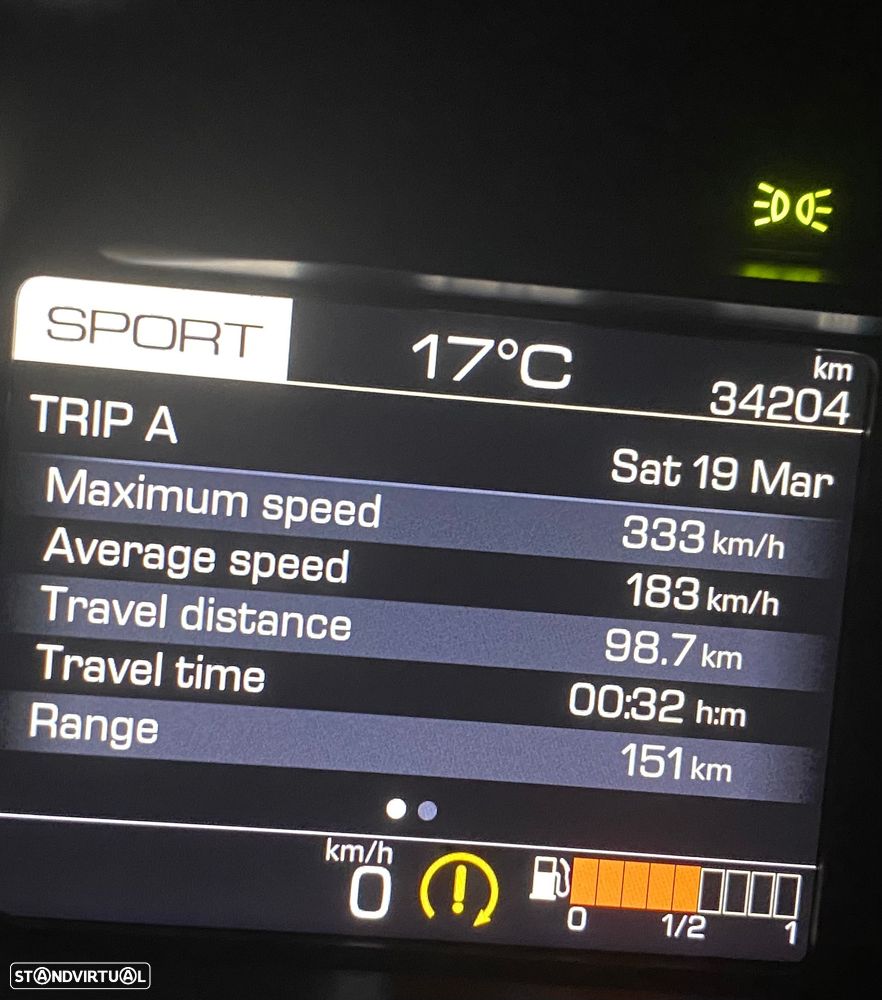 SPORT 17°C km
34204
TRIP A Sat 19 Mar
Maximum speed 333 km/h
Average speed 183 km/h
Travel distance 98.7 km
Travel time 00:32 h:m
Range 151 km
km/h
0 ! 0 1/2 1
STANDVIRTUAL